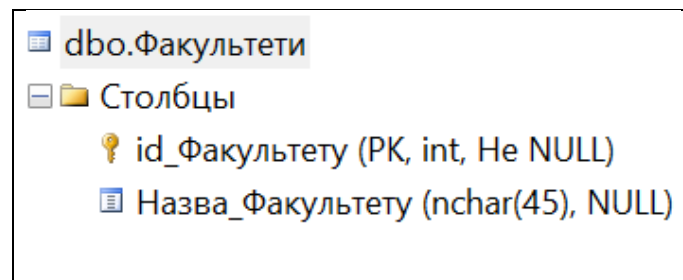 dbo.Факультети
Столбцы
id_Факультету (PK, int, Не NULL)
Назва_Факультету (nchar(45), NULL)